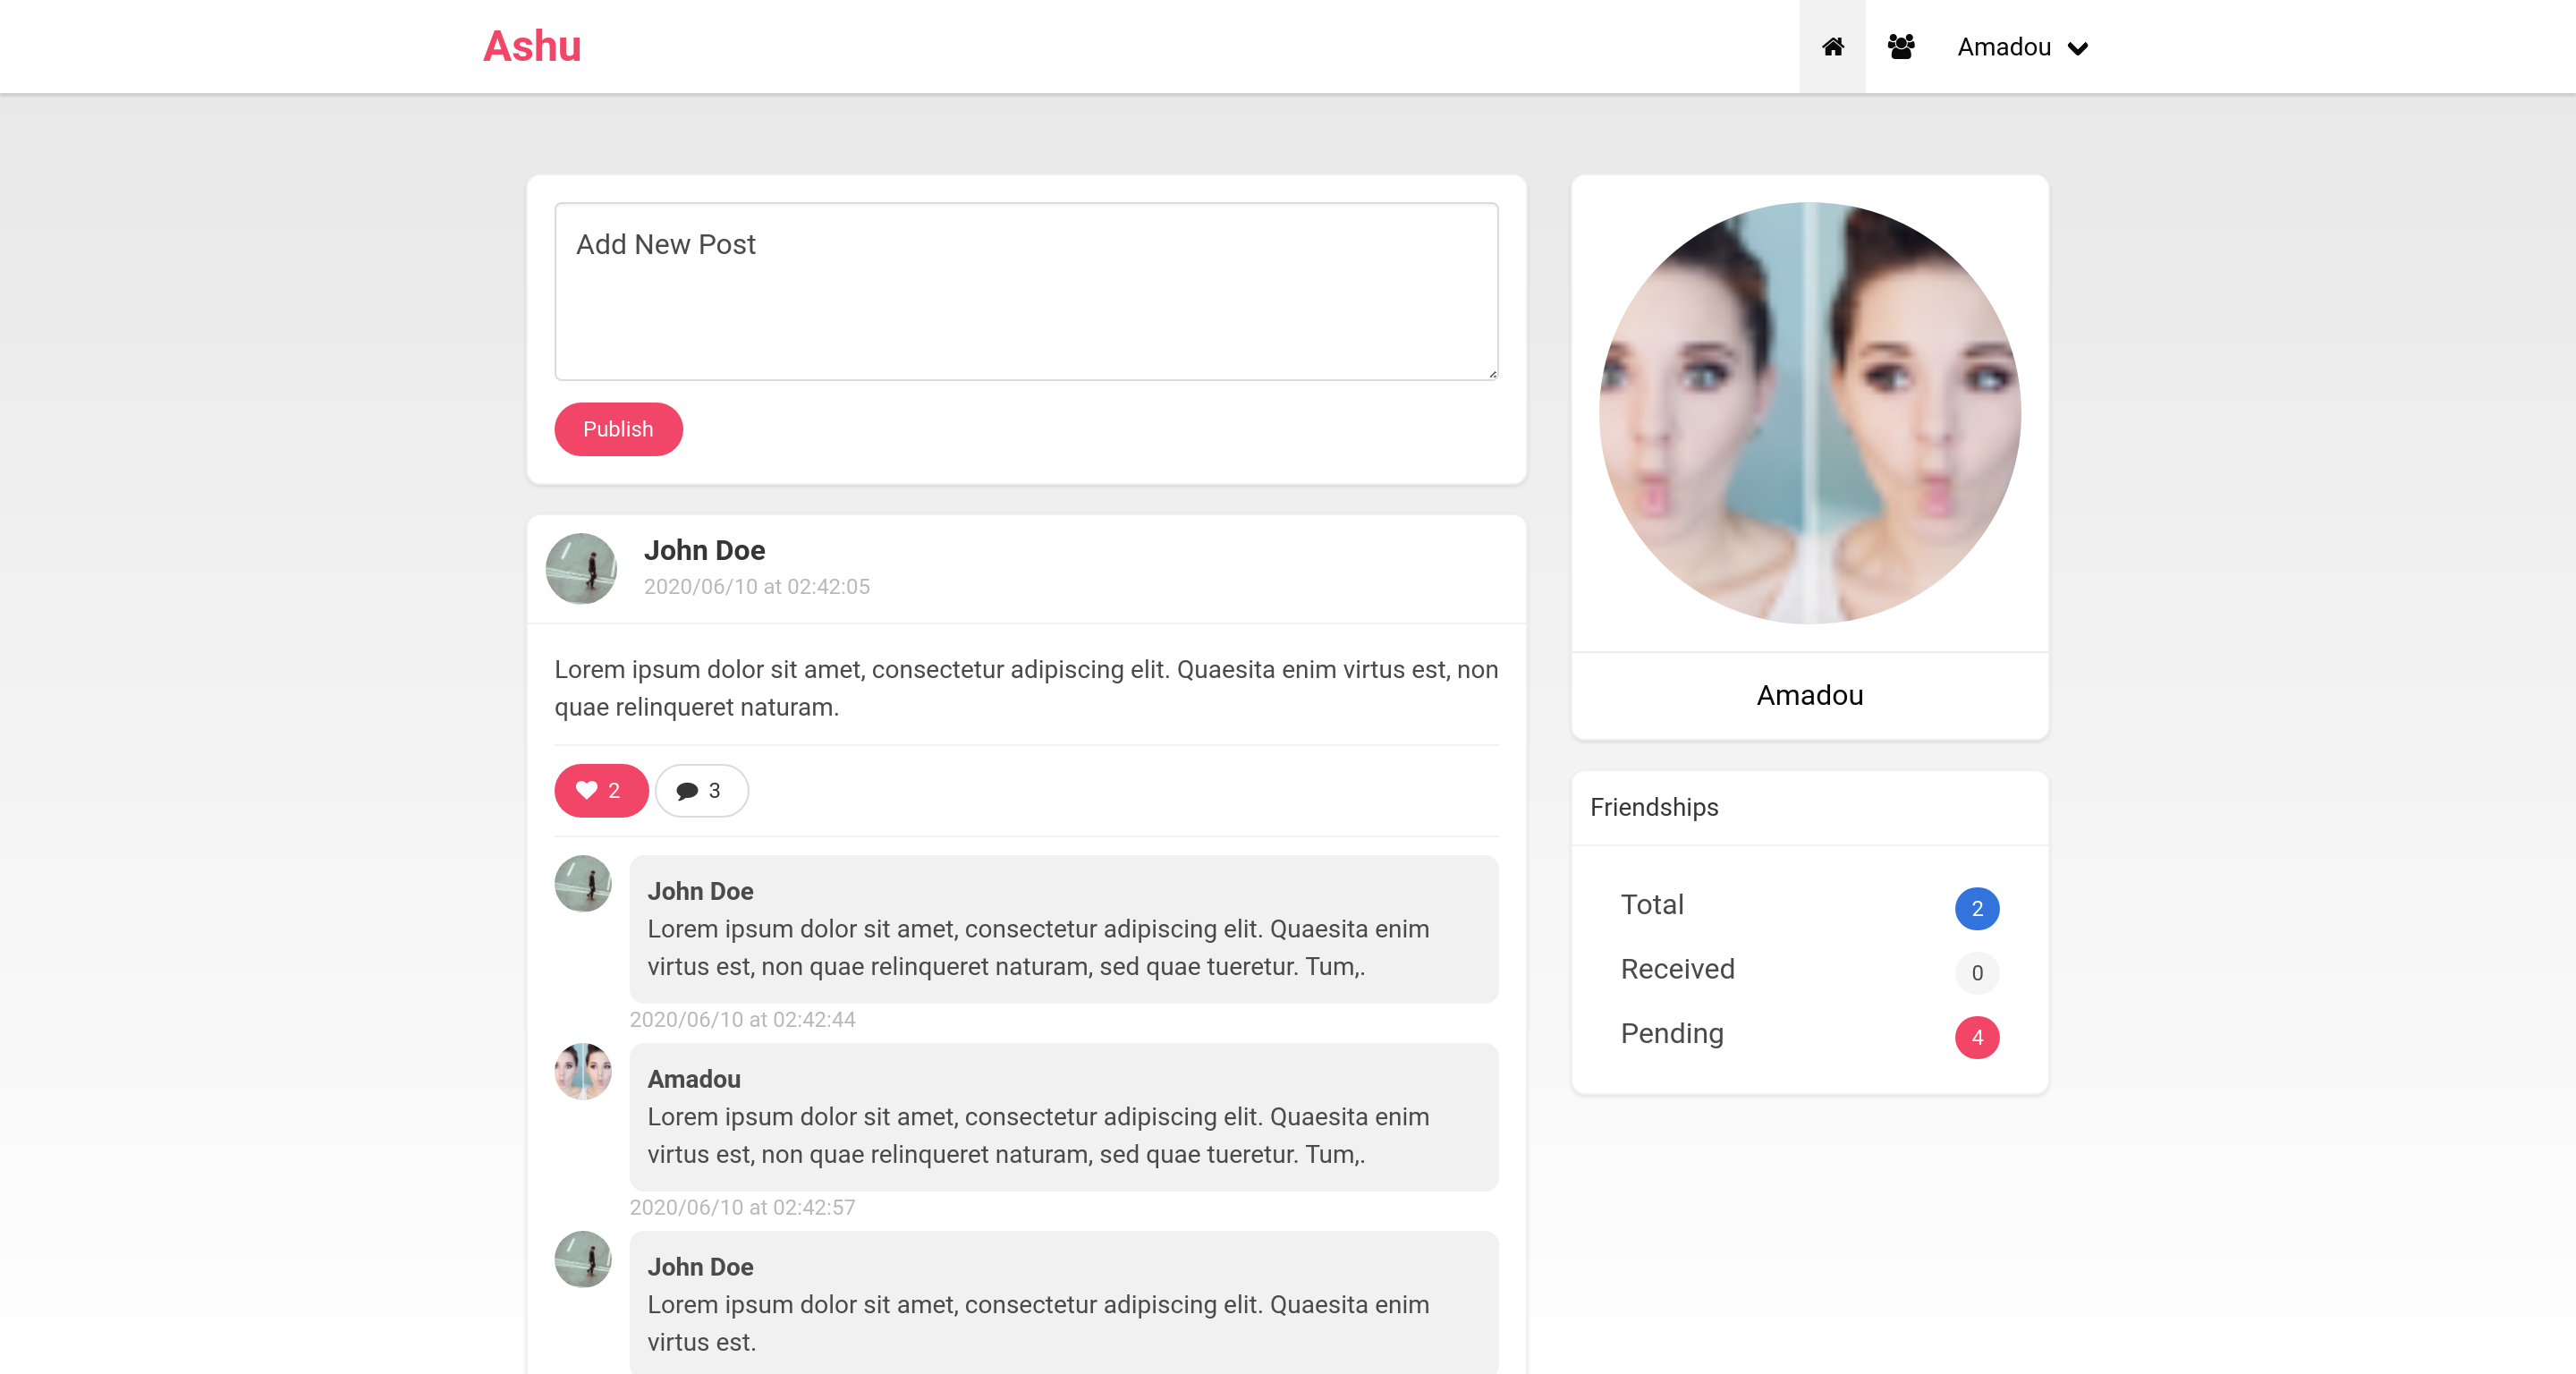 Ashu
Amadou
Add New Post
Publish
John Doe
2020/06/10 at 02:42:05
Lorem ipsum dolor sit amet, consectetur adipiscing elit. Quaesita enim virtus est, non
quae relinqueret naturam.
2
3
John Doe
Lorem ipsum dolor sit amet, consectetur adipiscing elit. Quaesita enim
virtus est, non quae relinqueret naturam, sed quae tueretur. Tum,.
2020/06/10 at 02:42:44
Amadou
Lorem ipsum dolor sit amet, consectetur adipiscing elit. Quaesita enim
virtus est, non quae relinqueret naturam, sed quae tueretur. Tum,.
2020/06/10 at 02:42:57
John Doe
Lorem ipsum dolor sit amet, consectetur adipiscing elit. Quaesita enim
virtus est.
Amadou
Friendships
Total 2
Received 0
Pending 4